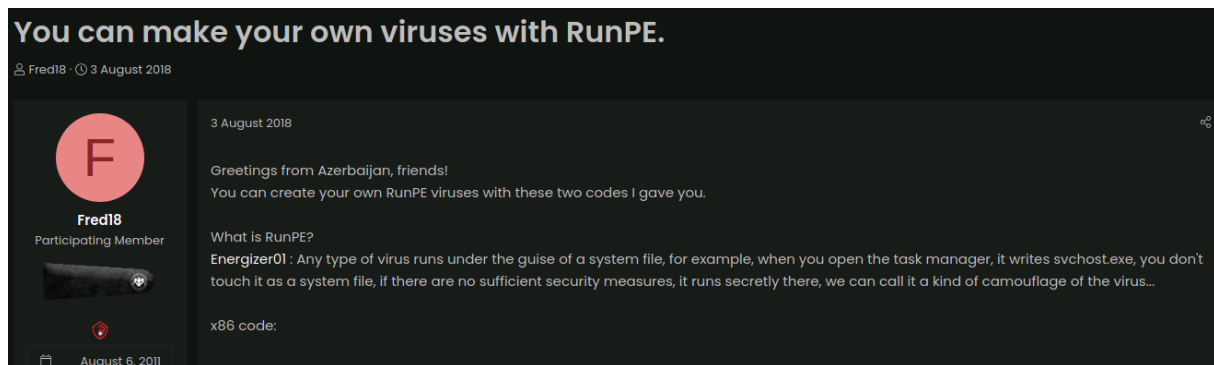 You can make your own viruses with RunPE.
Fred18 · 3 August 2018
F
Fred18
Participating Member
August 6, 2011
3 August 2018
Greetings from Azerbaijan, friends!
You can create your own RunPE viruses with these two codes I gave you.
What is RunPE?
Energizer01 : Any type of virus runs under the guise of a system file, for example, when you open the task manager, it writes svchost.exe, you don't
touch it as a system file, if there are no sufficient security measures, it runs secretly there, we can call it a kind of camouflage of the virus...
x86 code: